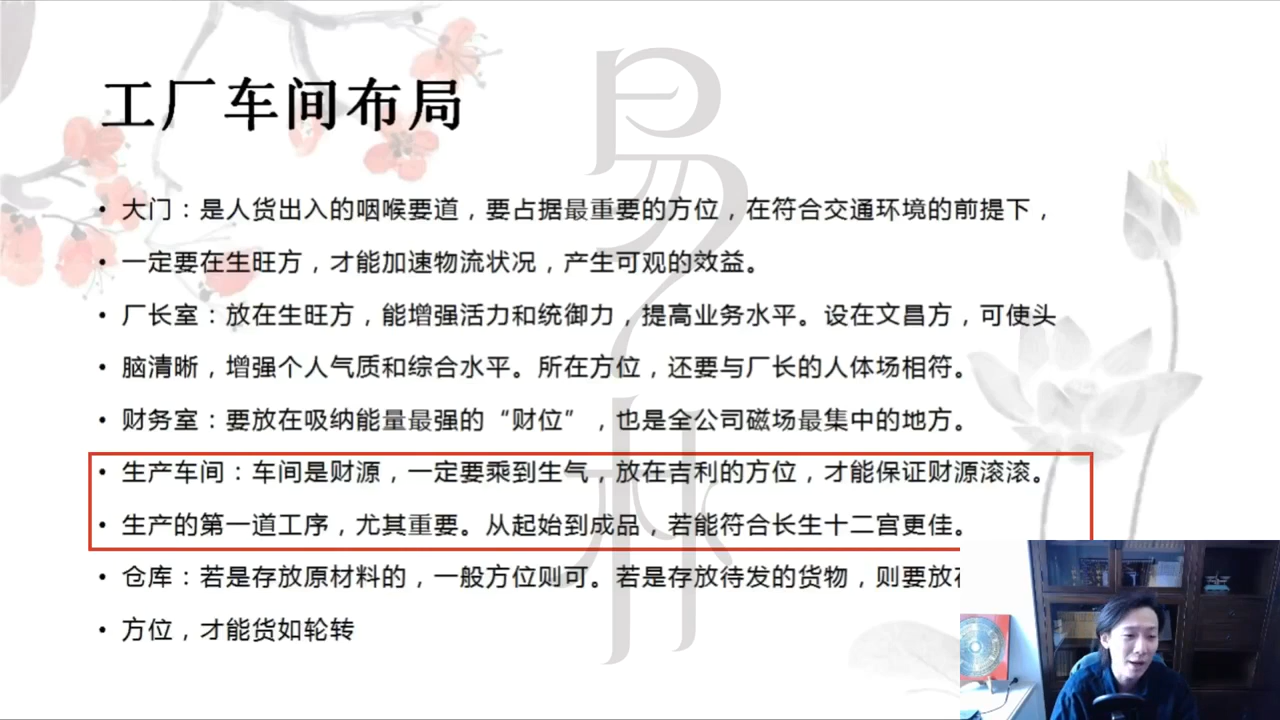 工厂车间布局
• 大门：是人货出入的咽喉要道，要占据最重要的方位，在符合交通环境的前提下，
• 一定要在生旺方，才能加速物流状况，产生可观的效益。
• 厂长室：放在生旺方，能增强活力和统御力，提高业务水平。设在文昌方，可使头
• 脑清晰，增强个人气质和综合水平。所在方位，还要与厂长的人体场相符。
• 财务室：要放在吸纳能量最强的“财位”，也是全公司磁场最集中的地方。
• 生产车间：车间是财源，一定要乘到生气，放在吉利的方位，才能保证财源滚滚。
• 生产的第一道工序，尤其重要。从起始到成品，若能符合长生十二宫更佳。
• 仓库：若是存放原材料的，一般方位则可。若是存放待发的货物，则要放
• 方位，才能货如轮转